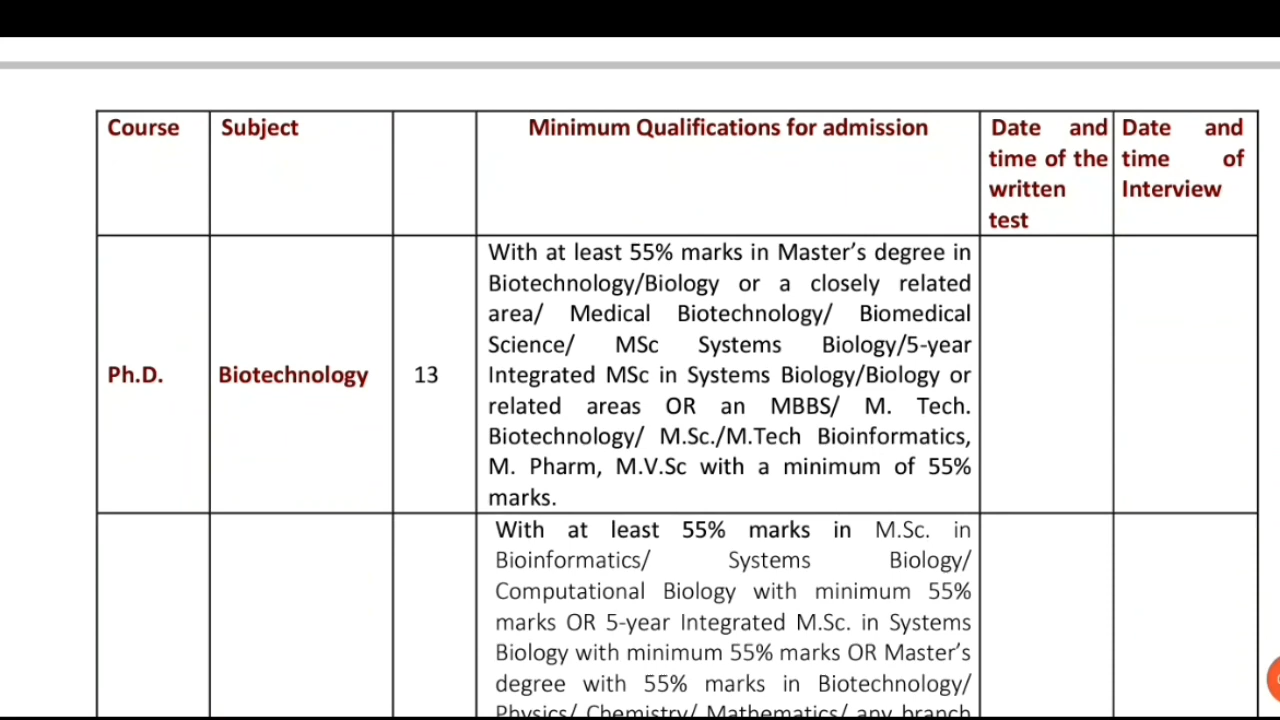 Course
Subject
Minimum Qualifications for admission
Date and
time of the
written
test
Date and
time of
Interview
Ph.D.
Biotechnology
13
With at least 55% marks in Master’s degree in
Biotechnology/Biology or a closely related
area/ Medical Biotechnology/ Biomedical
Science/ MSc Systems Biology/5-year
Integrated MSc in Systems Biology/Biology or
related areas OR an MBBS/ M. Tech.
Biotechnology/ M.Sc./M.Tech Bioinformatics,
M. Pharm, M.V.Sc with a minimum of 55%
marks.
With at least 55% marks in M.Sc. in
Bioinformatics/ Systems Biology/
Computational Biology with minimum 55%
marks OR 5-year Integrated M.Sc. in Systems
Biology with minimum 55% marks OR Master’s
degree with 55% marks in Biotechnology/
Physics/ Chemistry/ Mathematics/ any branch